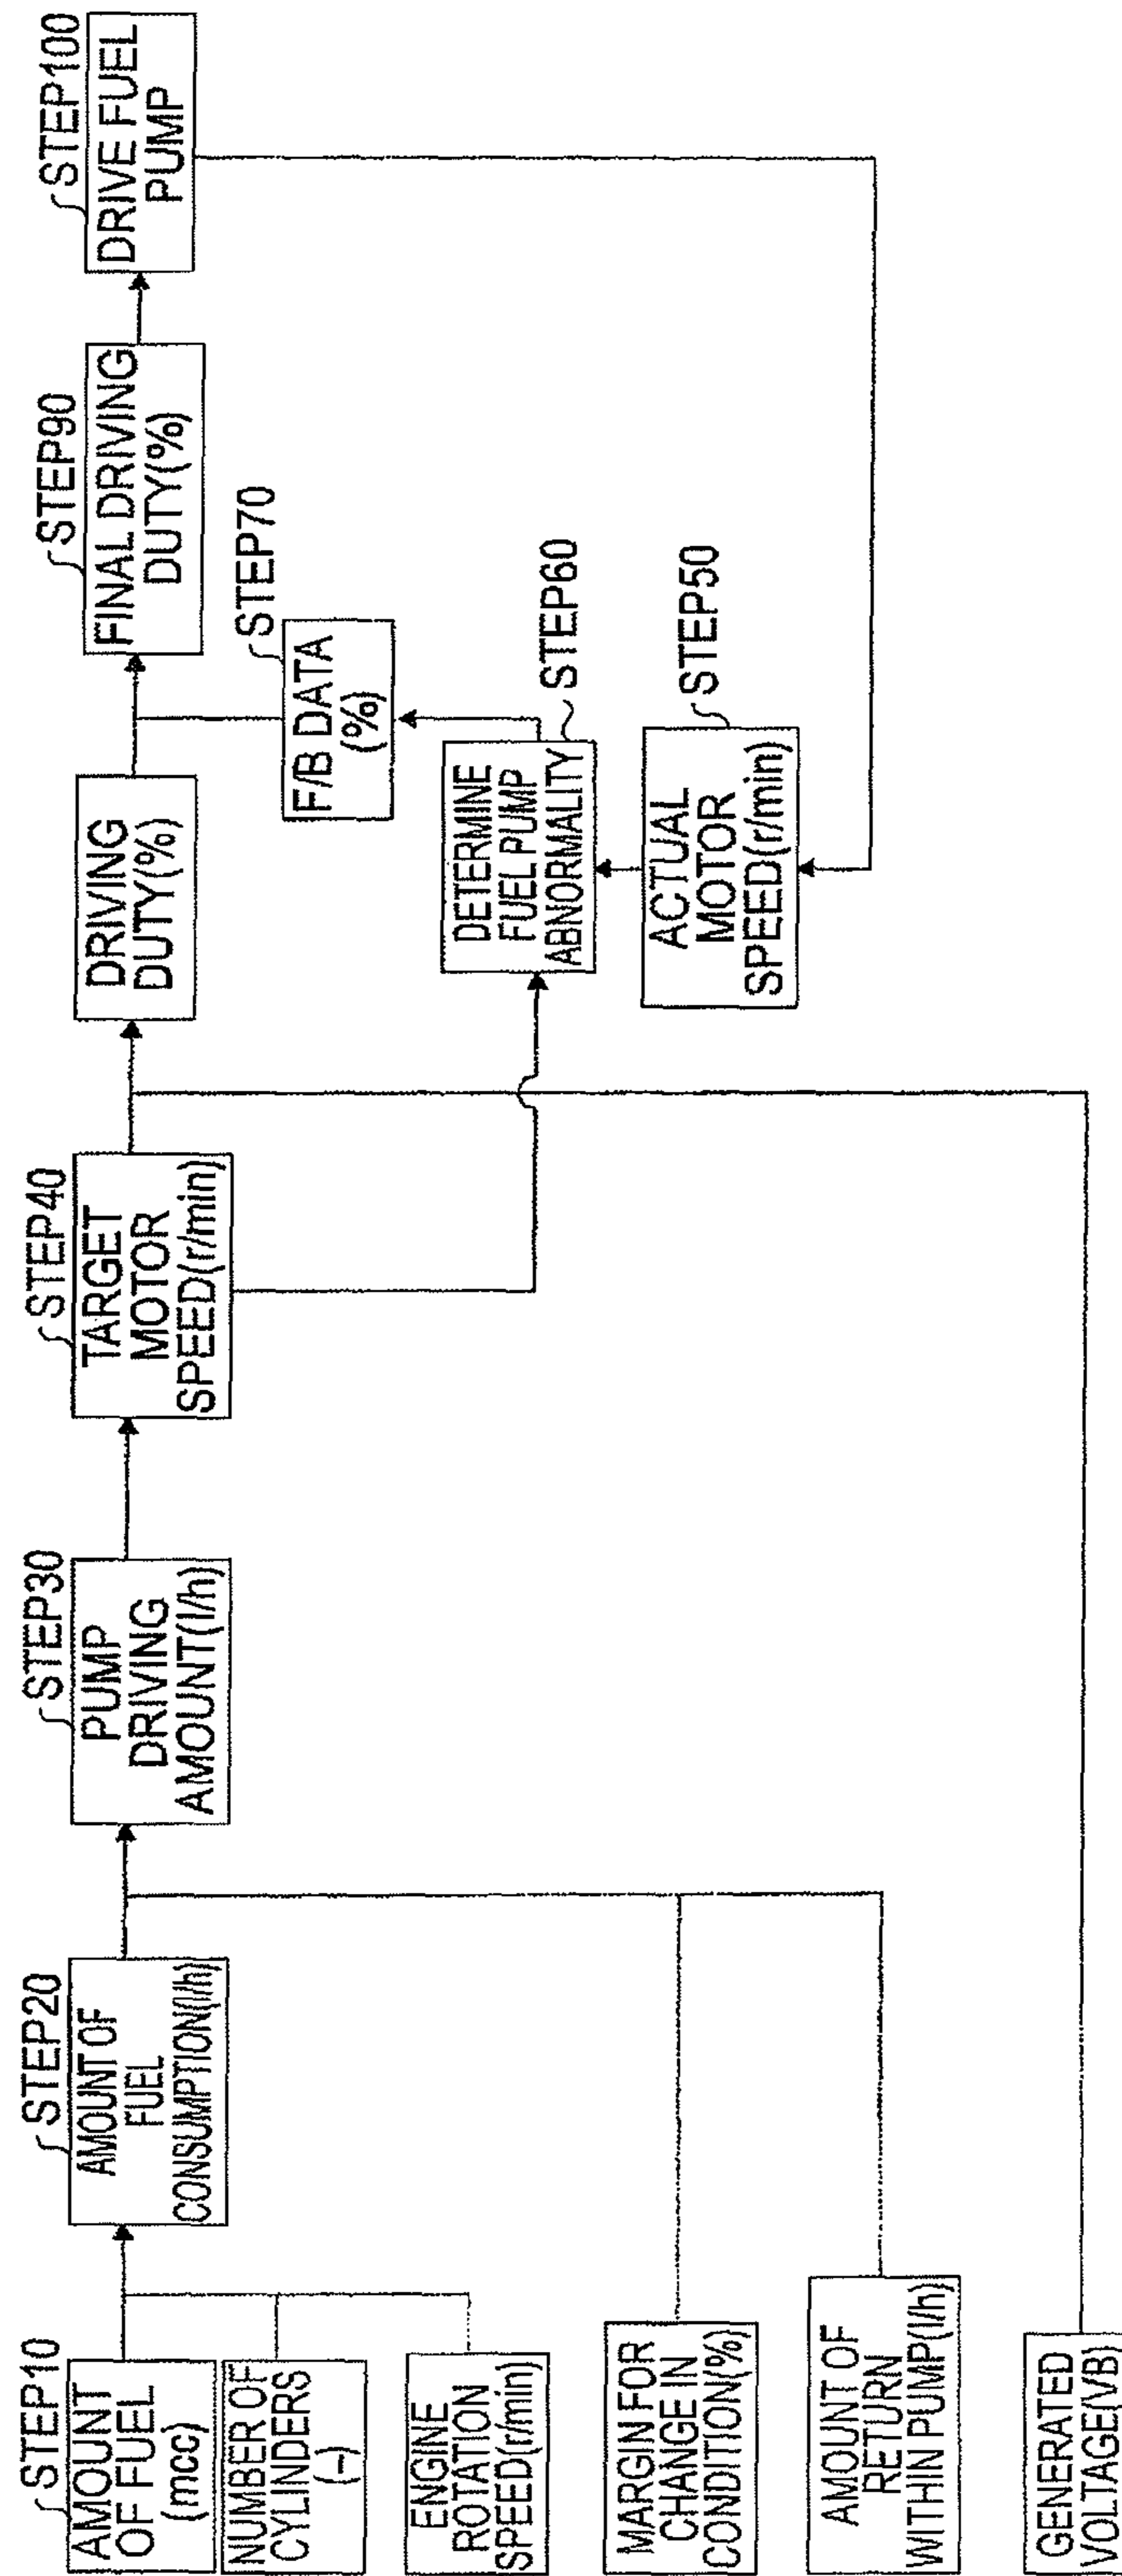 STEP10
AMOUNT
OF FUEL
(mcc)
NUMBER OF
CYLINDERS
(-)
ENGINE
ROTATION
SPEED(r/min)
MARGIN FOR
CHANGE IN
CONDITION(%)
AMOUNT OF
RETURN
WITHIN PUMP(l/h)
GENERATED
VOLTAGE(VB)
STEP20
AMOUNT OF
FUEL
CONSUMPTION(l/h)
STEP30
PUMP
DRIVING
AMOUNT(l/h)
STEP40
TARGET
MOTOR
SPEED(r/min)
DRIVING
DUTY(%)
STEP50
ACTUAL
MOTOR
SPEED(r/min)
STEP60
DETERMINE
FUEL PUMP
ABNORMALITY
STEP70
F/B DATA
(%)
STEP90
FINAL DRIVING
DUTY(%)
STEP100
DRIVE FUEL
PUMP